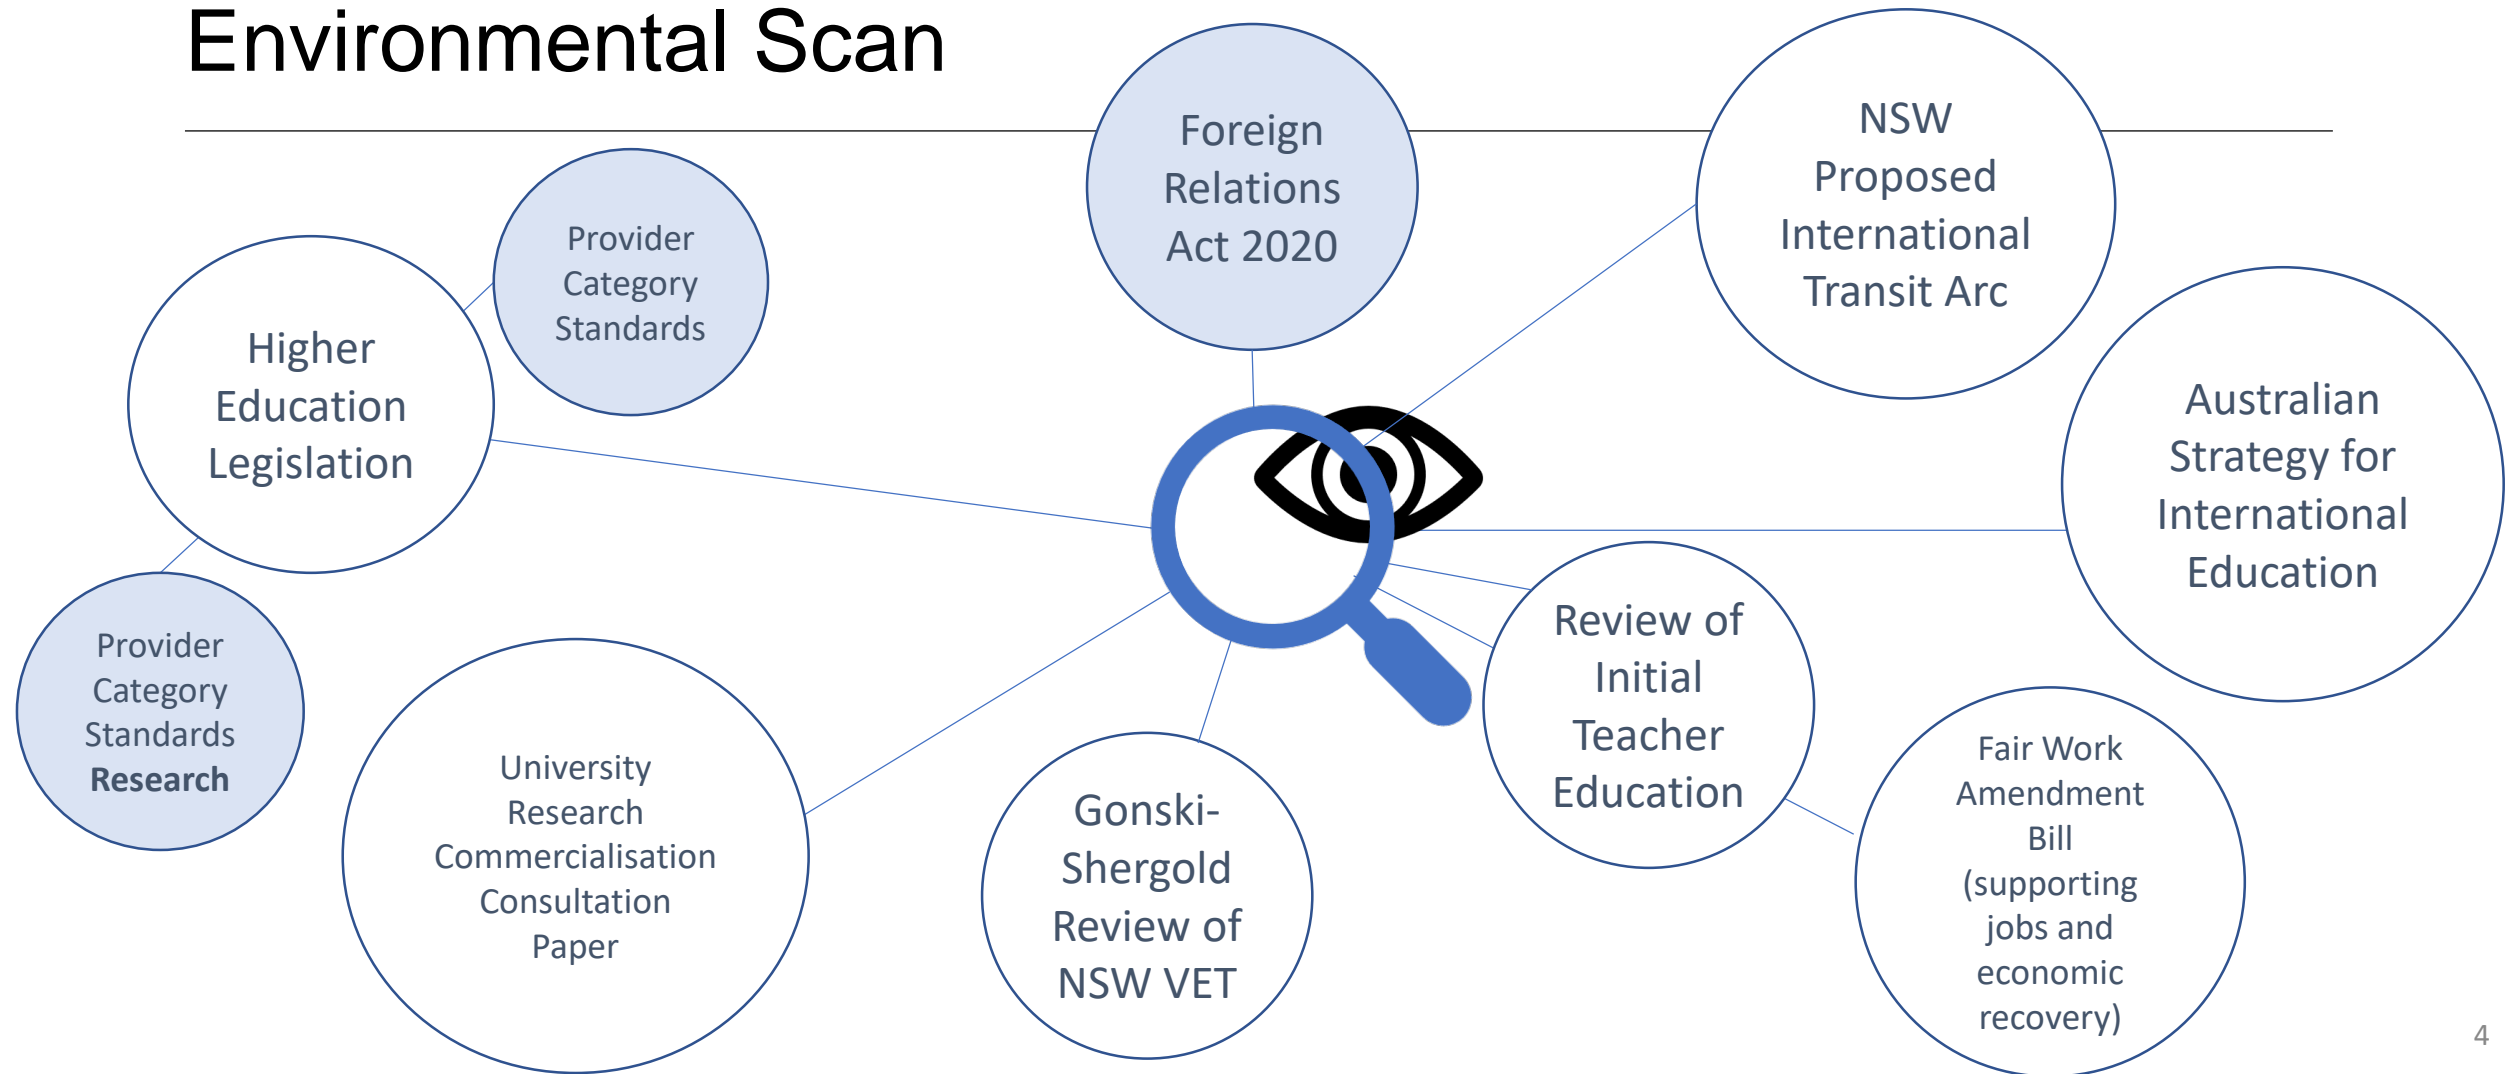 Environmental Scan
Foreign
Relations
Act 2020
NSW
Proposed
International
Transit Arc
Provider
Category
Standards
Higher
Education
Legislation
Australian
Strategy for
International
Education
Provider
Category
Standards
Research
University
Research
Commercialisation
Consultation
Paper
Gonski-
Shergold
Review of
NSW VET
Review of
Initial
Teacher
Education
Fair Work
Amendment
Bill
(supporting
jobs and
economic
recovery)
4